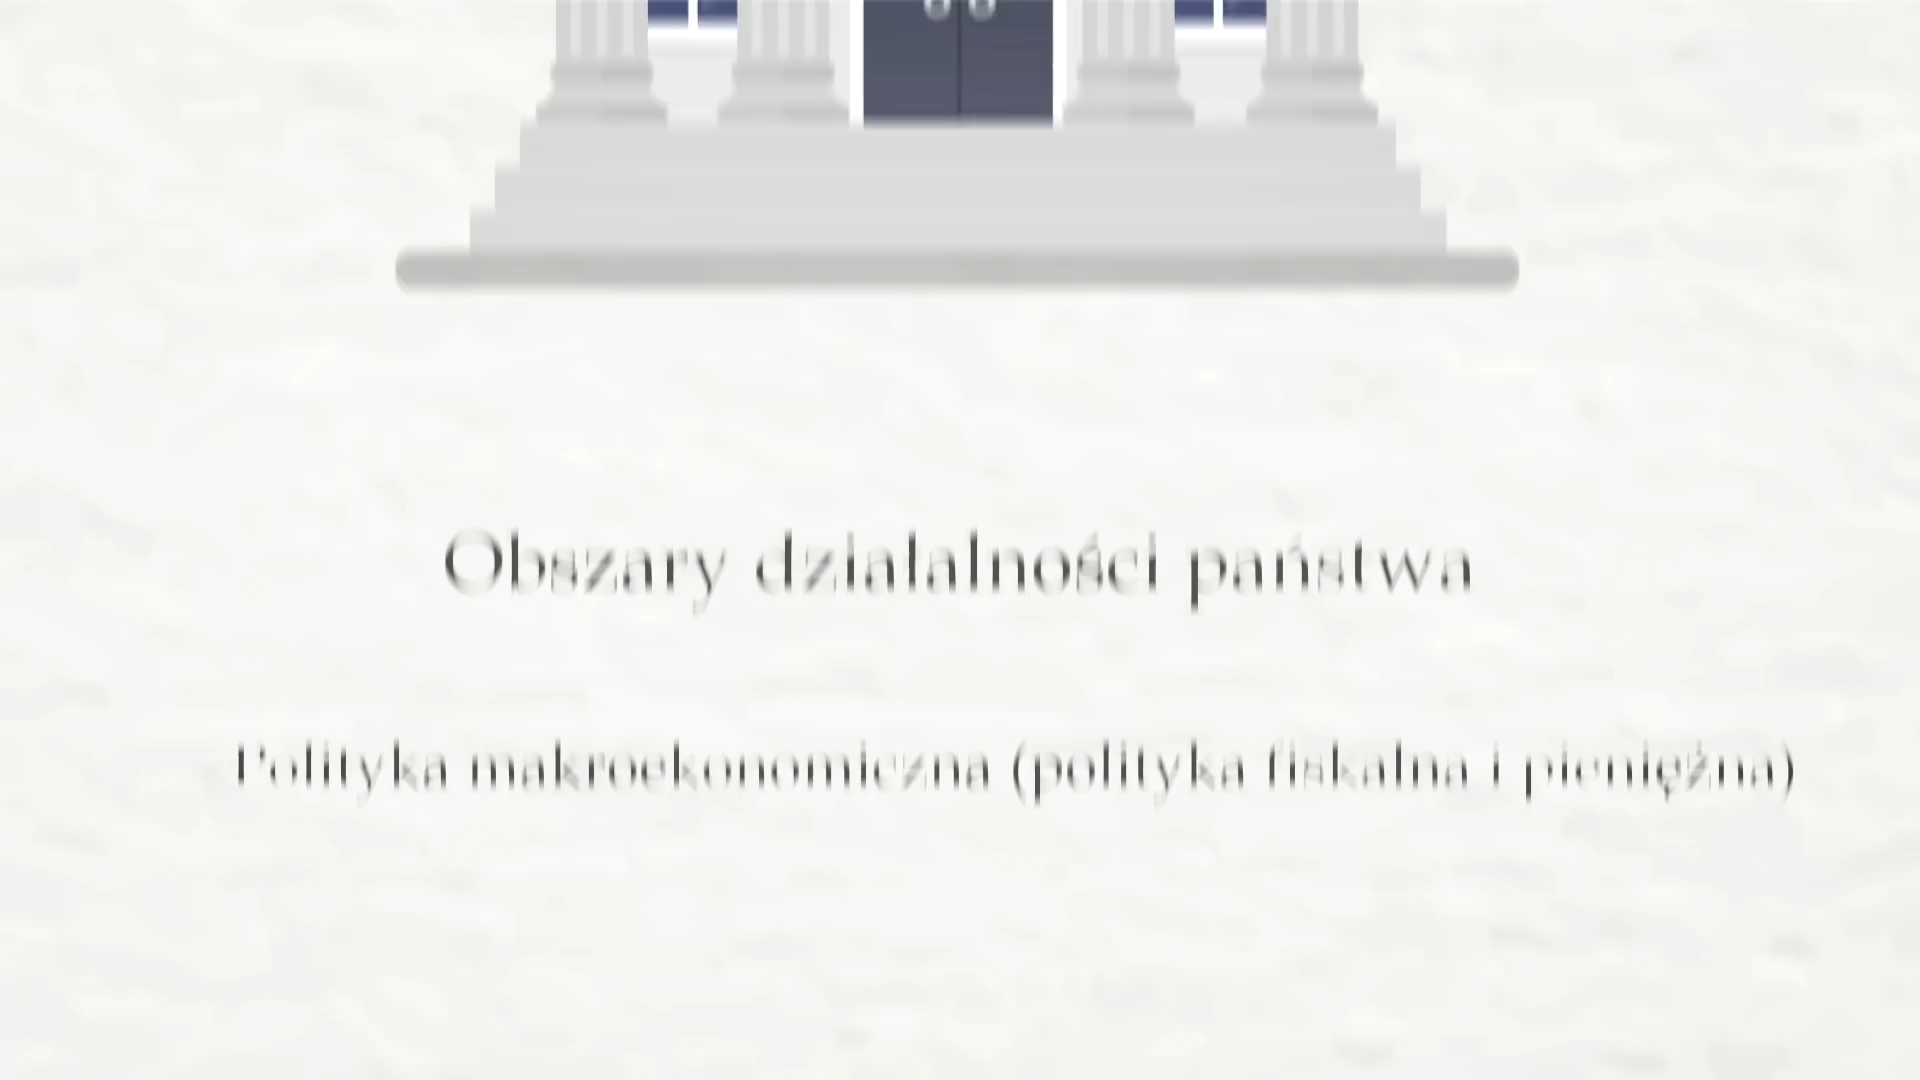 Obszary działalności państwa
Polityka makroekonomiczna (polityka fiskalna i pieniężna)